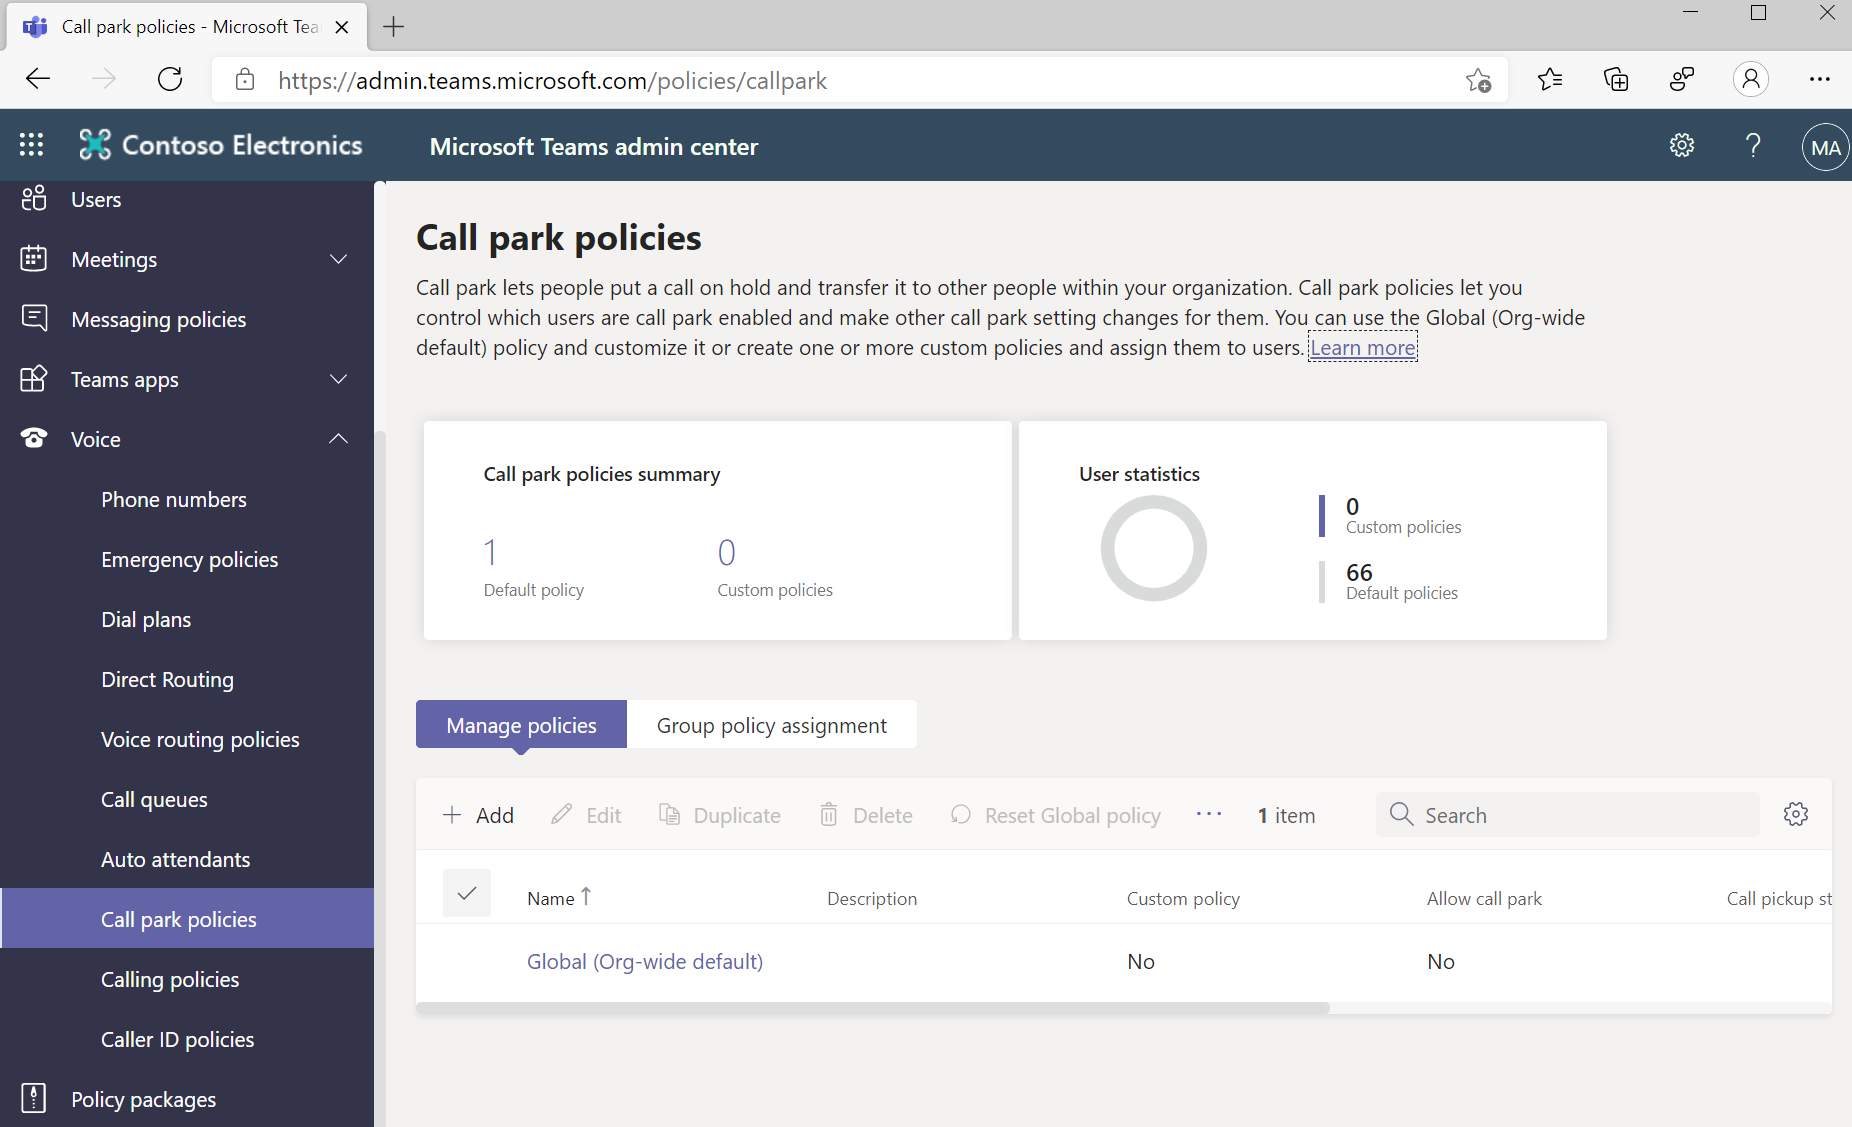 Call park policies - Microsoft Tea
https://admin.teams.microsoft.com/policies/callpark
Contoso Electronics
Microsoft Teams admin center
?
MA
Users
Meetings
Messaging policies
Teams apps
Voice
Phone numbers
Emergency policies
Dial plans
Direct Routing
Voice routing policies
Call queues
Auto attendants
Call park policies
Calling policies
Caller ID policies
Policy packages
Call park policies
Call park lets people put a call on hold and transfer it to other people within your organization. Call park policies let you
control which users are call park enabled and make other call park setting changes for them. You can use the Global (Org-wide
default) policy and customize it or create one or more custom policies and assign them to users. Learn more
Call park policies summary
1
Default policy
0
Custom policies
User statistics
0
Custom policies
66
Default policies
Manage policies
Group policy assignment
Add
Edit
Duplicate
Delete
Reset Global policy
1 item
Search
Name
Description
Custom policy
Allow call park
Call pickup st
Global (Org-wide default)
No
No